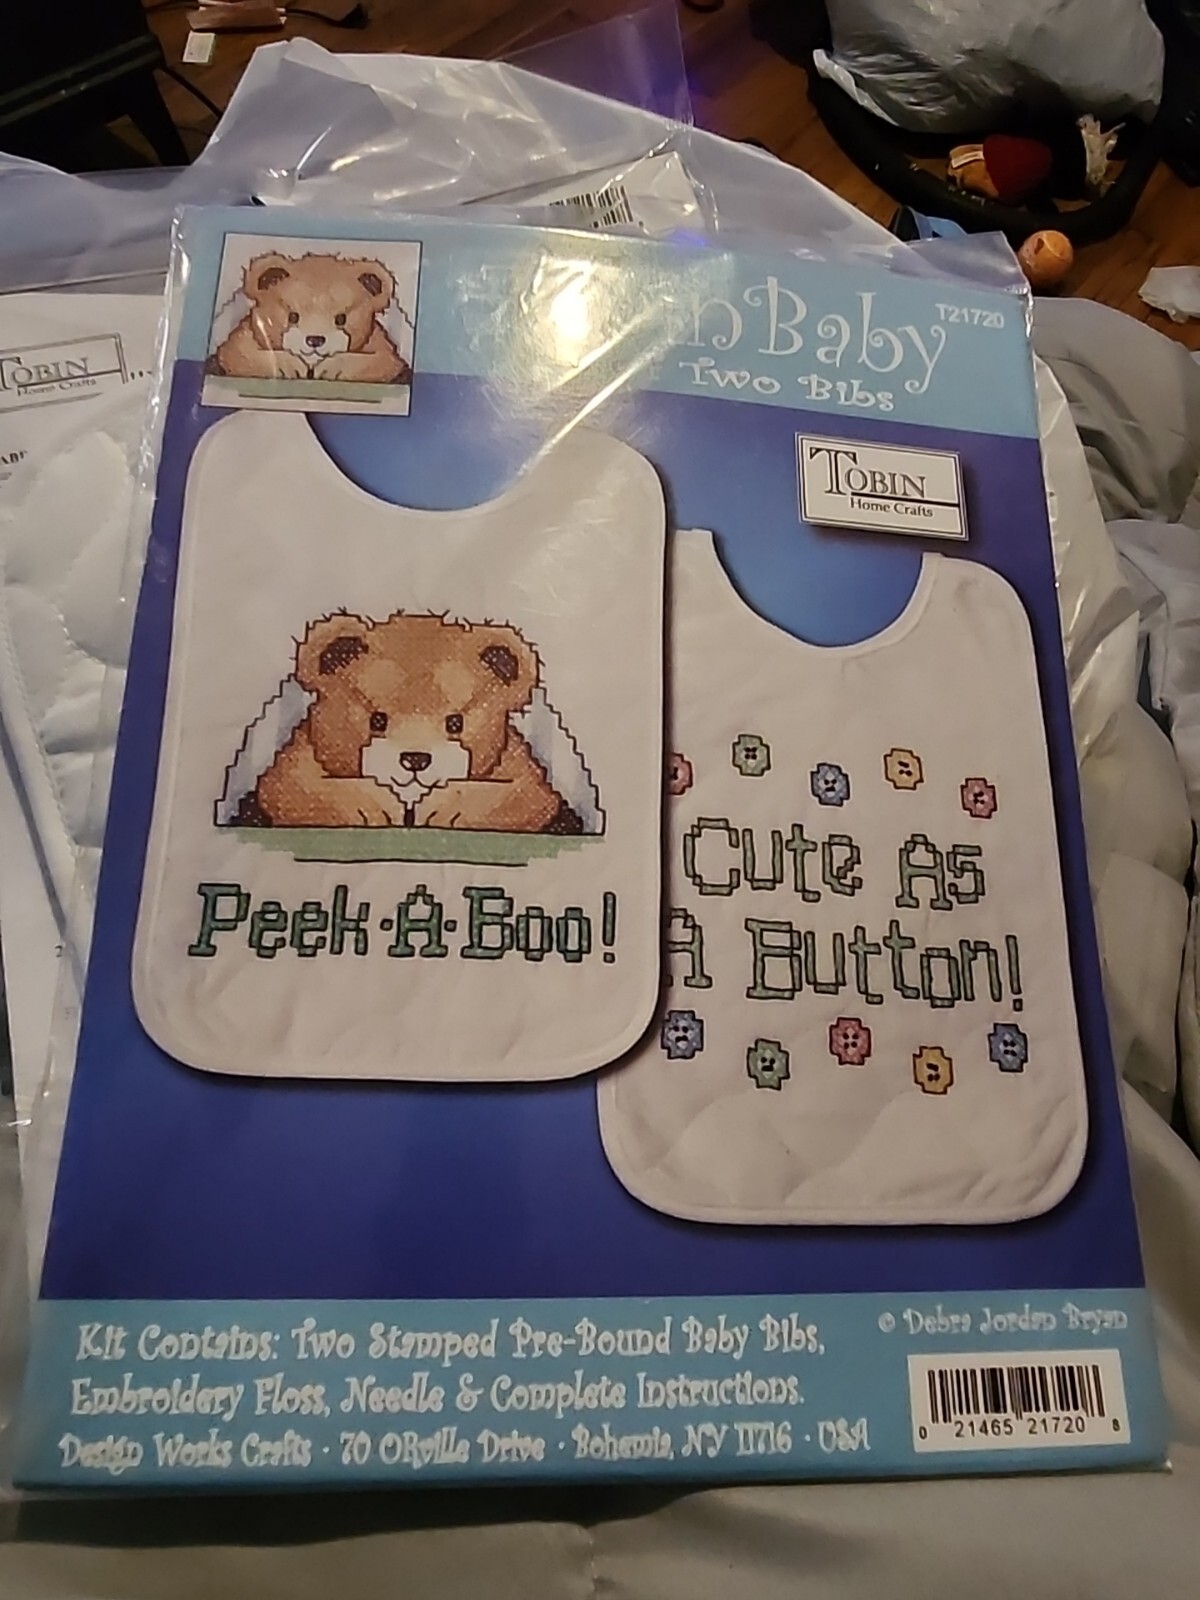 Baby
T21720
Two Bibs
TOBIN
Home Crafts
TOBIN
Home Crafts
Peek·A·Boo!
Cute As
A Button!
Kit Contains: Two Stamped Pre-Bound Baby Bibs,
Embroidery Floss, Needle & Complete Instructions.
Design Works Crafts · 70 Orville Drive · Bohemia, NY 11716 · USA
© Debra Jordan Bryan
0 21465 21720 8